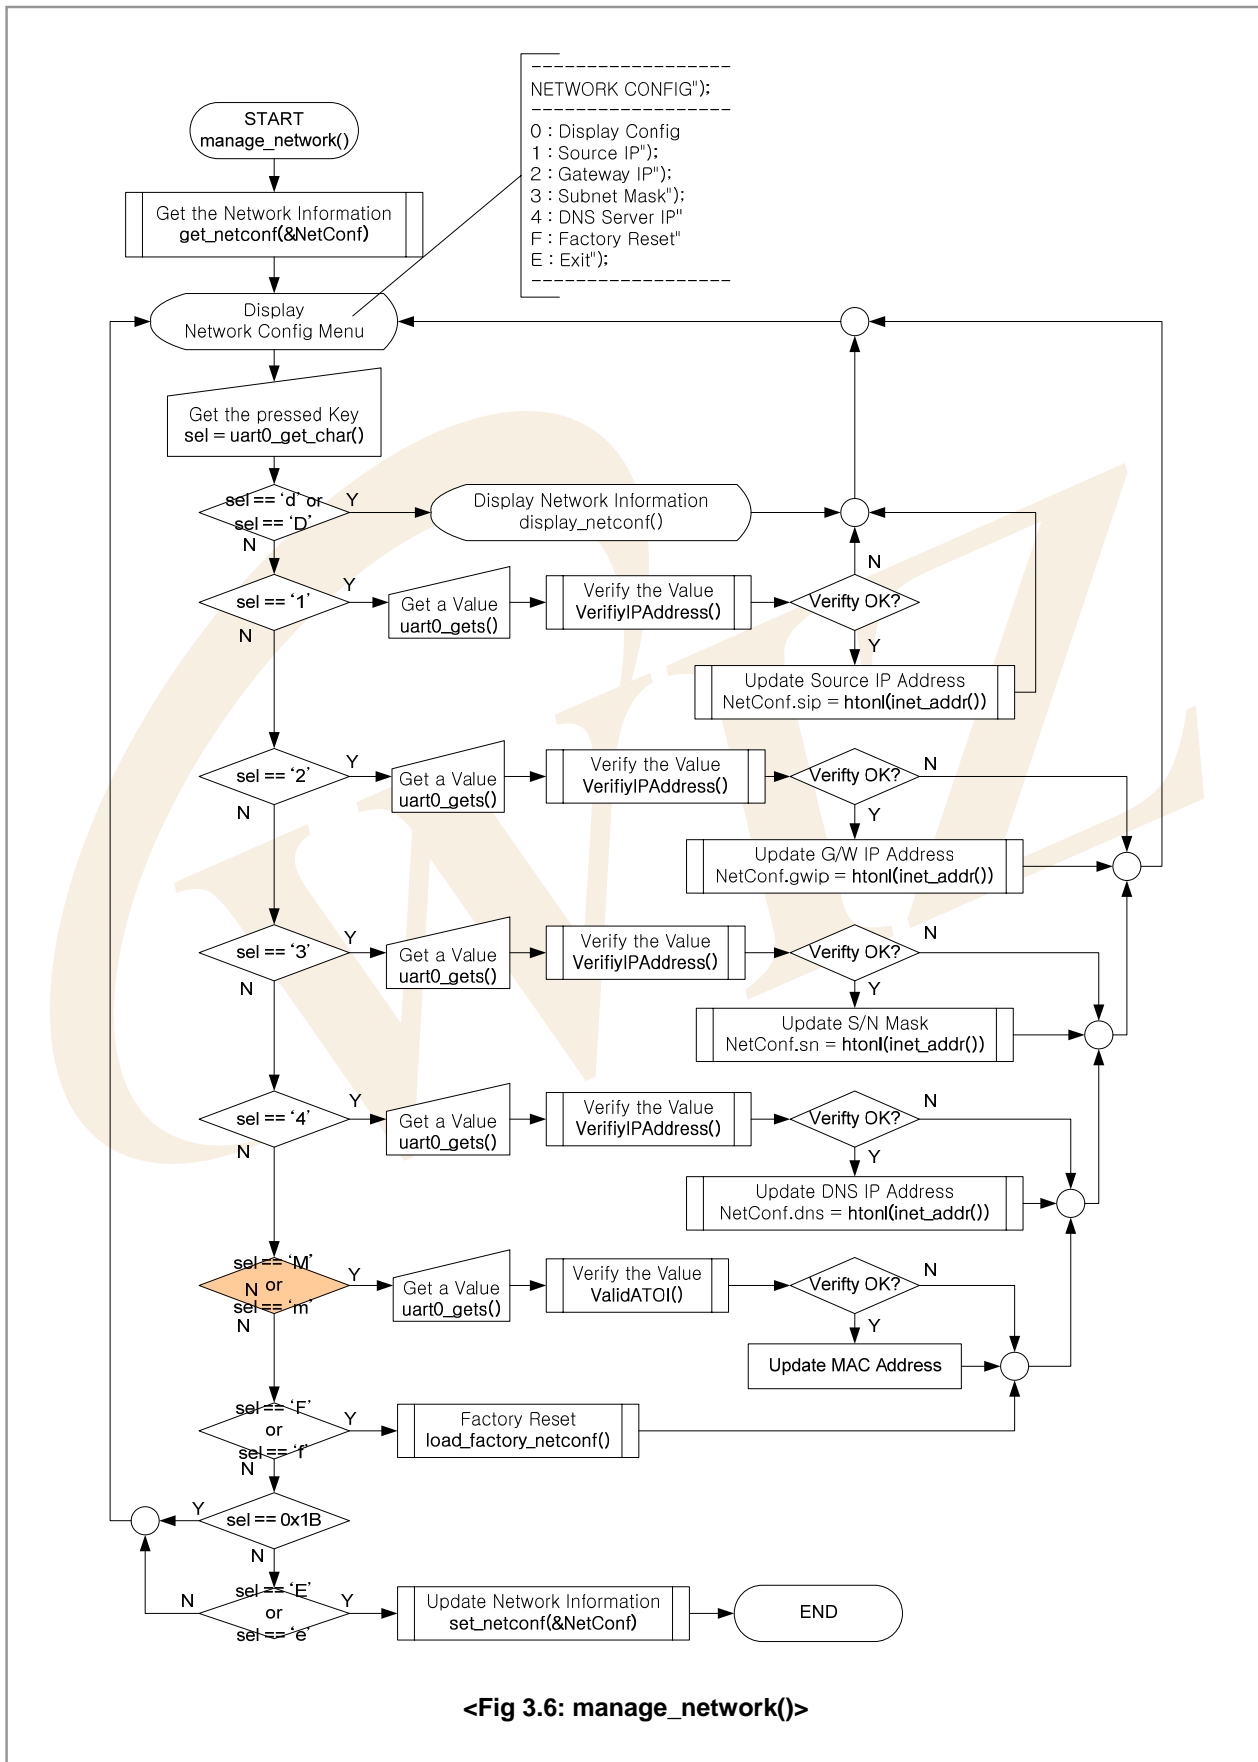 ------------------
NETWORK CONFIG");
------------------
0 : Display Config
1 : Source IP");
2 : Gateway IP");
3 : Subnet Mask");
4 : DNS Server IP"
F : Factory Reset"
E : Exit");
------------------
START
manage_network()
Get the Network Information
get_netconf(&NetConf)
Display
Network Config Menu
Get the pressed Key
sel = uart0_get_char()
sel == 'd' or
sel == 'D'
Y
N
Display Network Information
display_netconf()
sel == '1'
Y
N
Get a Value
uart0_gets()
Verify the Value
VerifiyIPAddress()
Verifty OK?
N
Y
Update Source IP Address
NetConf.sip = htonl(inet_addr())
sel == '2'
Y
N
Get a Value
uart0_gets()
Verify the Value
VerifiyIPAddress()
Verifty OK?
N
Y
Update G/W IP Address
NetConf.gwip = htonl(inet_addr())
sel == '3'
Y
N
Get a Value
uart0_gets()
Verify the Value
VerifiyIPAddress()
Verifty OK?
N
Y
Update S/N Mask
NetConf.sn = htonl(inet_addr())
sel == '4'
Y
N
Get a Value
uart0_gets()
Verify the Value
VerifiyIPAddress()
Verifty OK?
N
Y
Update DNS IP Address
NetConf.dns = htonl(inet_addr())
sel == 'M'
N or
sel == 'm'
Y
N
Get a Value
uart0_gets()
Verify the Value
ValidATOI()
Verifty OK?
N
Y
Update MAC Address
sel == 'F'
or
sel == 'f'
Y
N
Factory Reset
load_factory_netconf()
sel == 0x1B
Y
N
sel == 'E'
or
sel == 'e'
N
Y
Update Network Information
set_netconf(&NetConf)
END
<Fig 3.6: manage_network()>
WIZ